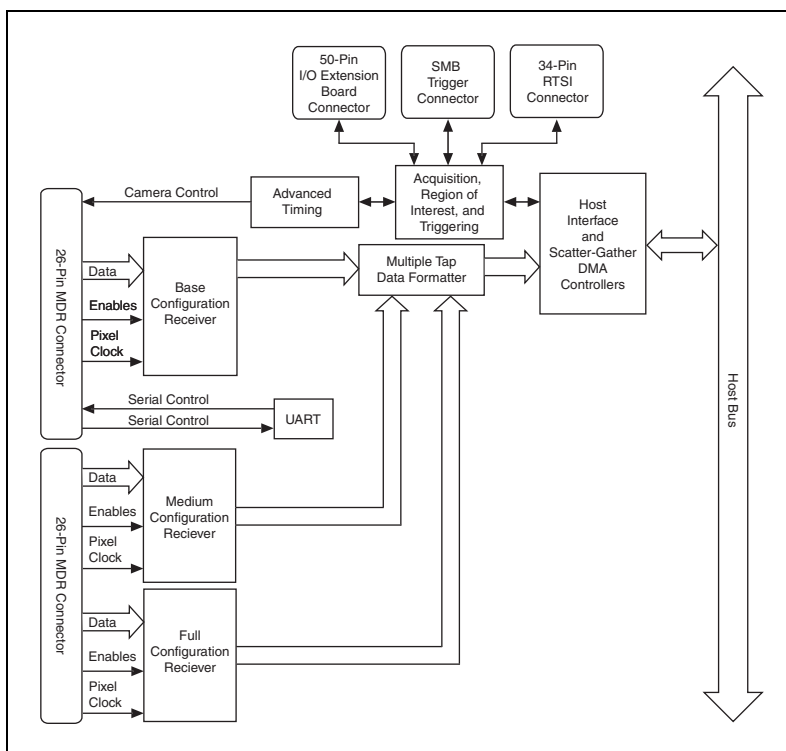 50-Pin
I/O Extension
Board
Connector
SMB
Trigger
Connector
34-Pin
RTSI
Connector
Camera Control
Advanced
Timing
Acquisition,
Region of
Interest, and
Triggering
Host
Interface
and
Scatter-Gather
DMA
Controllers
26-Pin MDR Connector
Data
Enables
Pixel
Clock
Base
Configuration
Receiver
Multiple Tap
Data Formatter
Serial Control
Serial Control
UART
Host Bus
26-Pin MDR Connector
Data
Enables
Pixel
Clock
Medium
Configuration
Reciever
Data
Enables
Pixel
Clock
Full
Configuration
Reciever